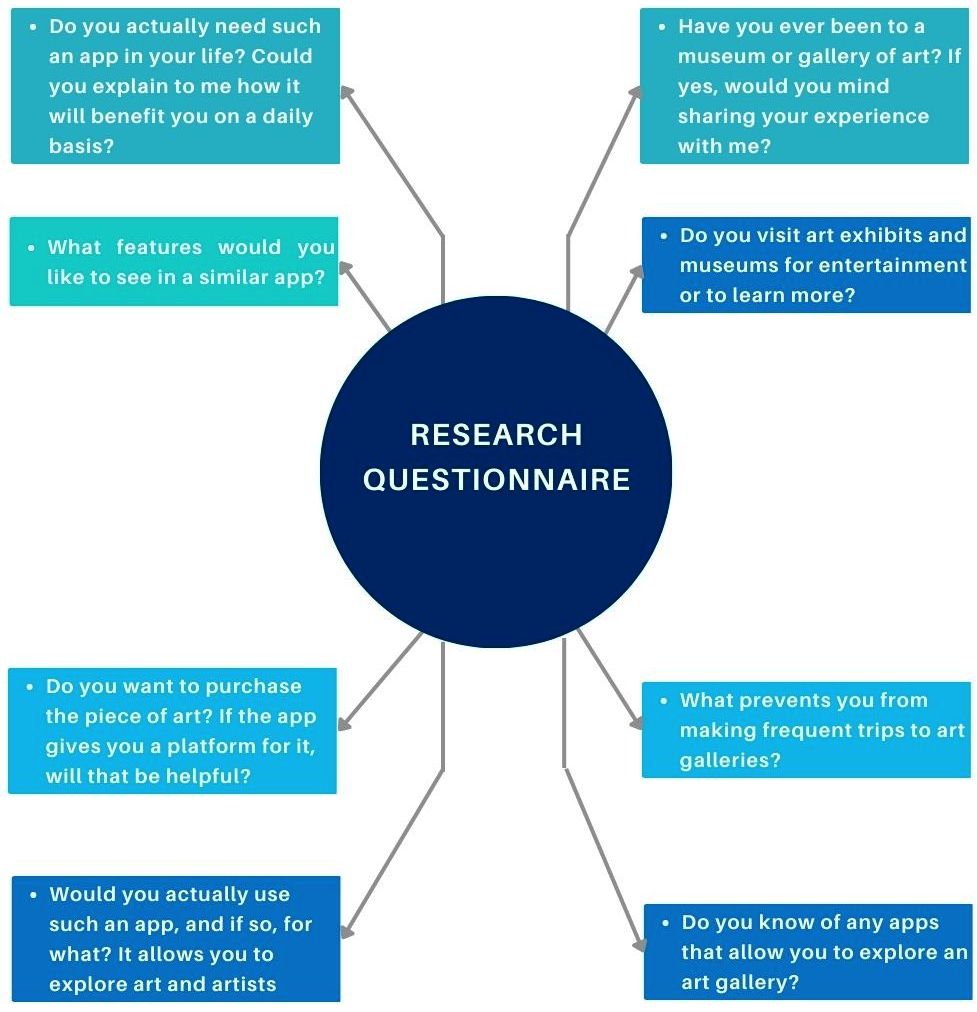 • Do you actually need such
an app in your life? Could
you explain to me how it
will benefit you on a daily
basis?
• Have you ever been to a
museum or gallery of art? If
yes, would you mind
sharing your experience
with me?
• What features would you
like to see in a similar app?
• Do you visit art exhibits and
museums for entertainment
or to learn more?
RESEARCH
QUESTIONNAIRE
• Do you want to purchase
the piece of art? If the app
gives you a platform for it,
will that be helpful?
• What prevents you from
making frequent trips to art
galleries?
• Would you actually use
such an app, and if so, for
what? It allows you to
explore art and artists
• Do you know of any apps
that allow you to explore an
art gallery?